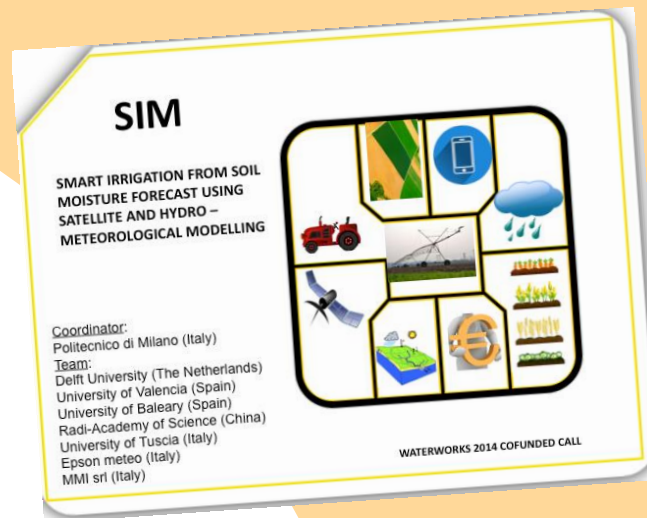 SIM
SMART IRRIGATION FROM SOIL
MOISTURE FORECAST USING
SATELLITE AND HYDRO –
METEOROLOGICAL MODELLING
Coordinator:
Politecnico di Milano (Italy)
Team:
Delft University (The Netherlands)
University of Valencia (Spain)
University of Baleary (Spain)
Radi-Academy of Science (China)
University of Tuscia (Italy)
Epson meteo (Italy)
MMI srl (Italy)
WATERWORKS 2014 COFUNDED CALL